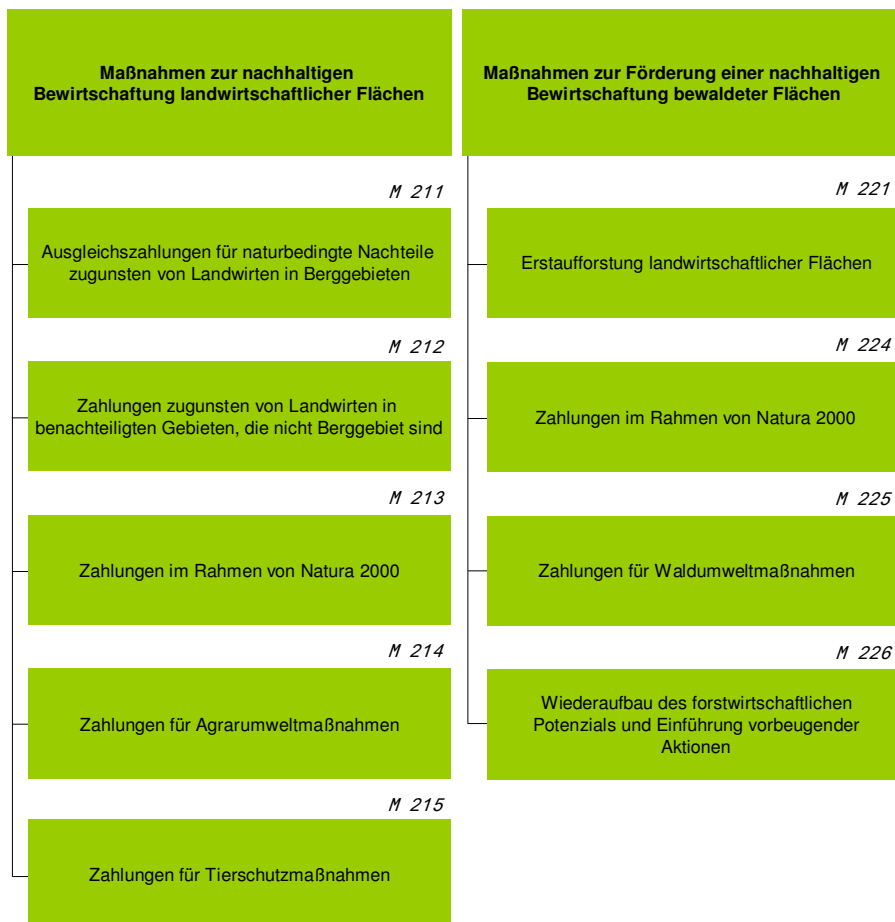 Maßnahmen zur nachhaltigen
Bewirtschaftung landwirtschaftlicher Flächen
M 211
Ausgleichszahlungen für naturbedingte Nachteile
zugunsten von Landwirten in Berggebieten
M 212
Zahlungen zugunsten von Landwirten in
benachteiligten Gebieten, die nicht Berggebiet sind
M 213
Zahlungen im Rahmen von Natura 2000
M 214
Zahlungen für Agrarumweltmaßnahmen
M 215
Zahlungen für Tierschutzmaßnahmen
Maßnahmen zur Förderung einer nachhaltigen
Bewirtschaftung bewaldeter Flächen
M 221
Erstaufforstung landwirtschaftlicher Flächen
M 224
Zahlungen im Rahmen von Natura 2000
M 225
Zahlungen für Waldumweltmaßnahmen
M 226
Wiederaufbau des forstwirtschaftlichen
Potenzials und Einführung vorbeugender
Aktionen